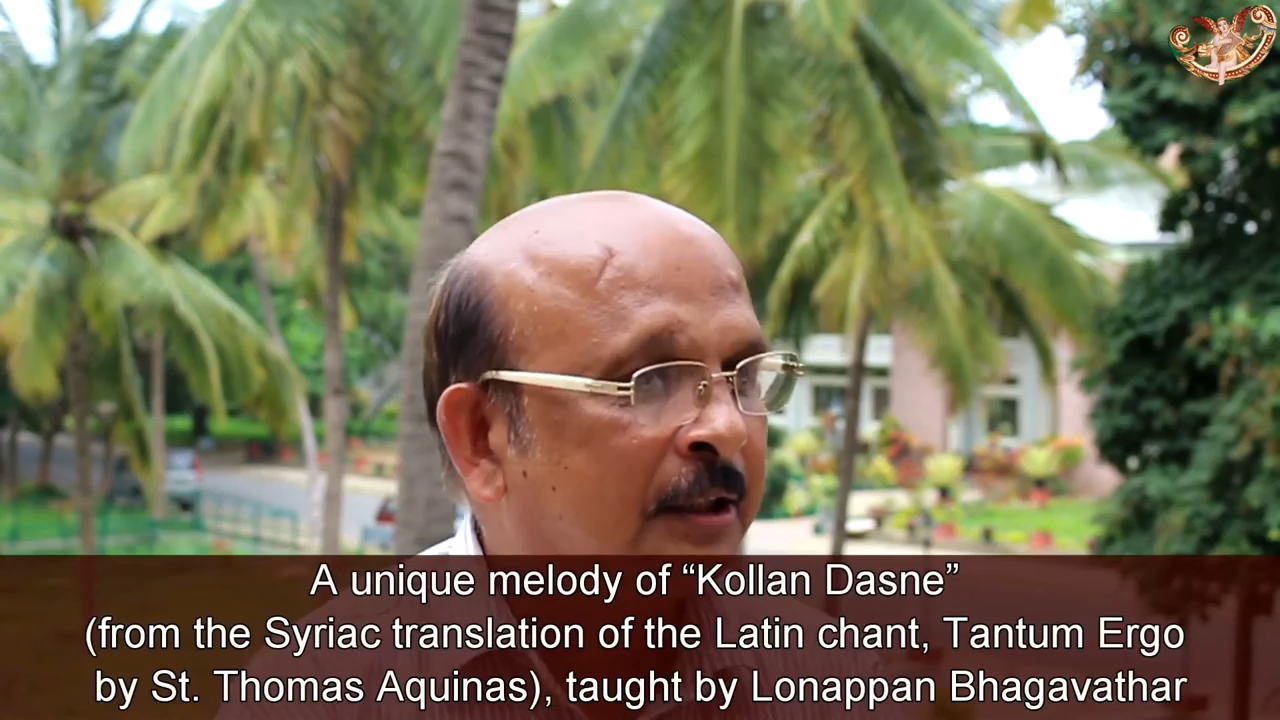 A unique melody of “Kollan Dasne”
(from the Syriac translation of the Latin chant, Tantum Ergo
by St. Thomas Aquinas), taught by Lonappan Bhagavathar